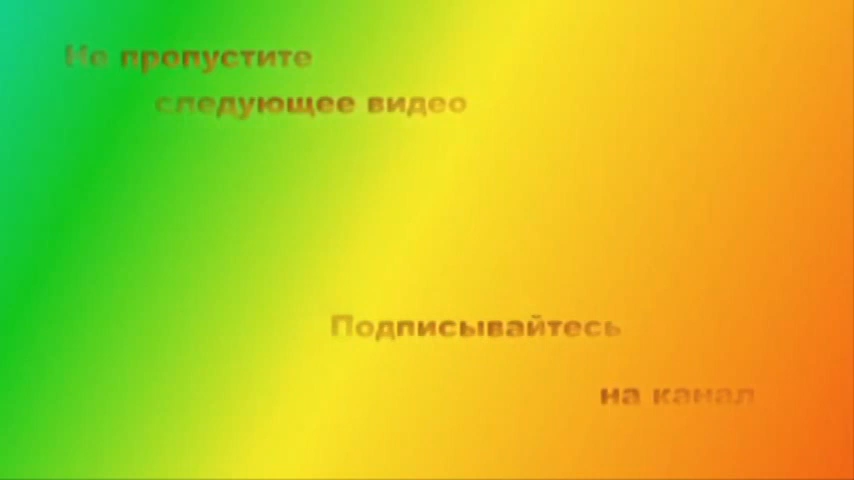 Не пропустите
следующее видео
Подписывайтесь
на канал